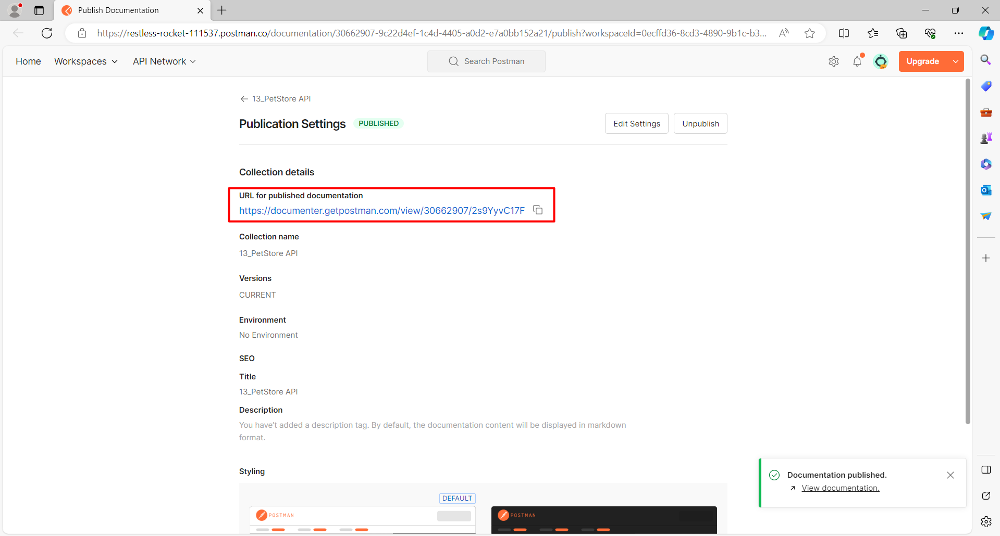 Publish Documentation
https://restless-rocket-111537.postman.co/documentation/30662907-9c22d4ef-1c4d-4405-a0d2-e7a0bb152a21/publish?workspaceId=0ecffd36-8cd3-4890-9b1c-b3...
Home Workspaces API Network Search Postman Upgrade
13_PetStore API
Publication Settings PUBLISHED Edit Settings Unpublish
Collection details
URL for published documentation
https://documenter.getpostman.com/view/30662907/2s9YyvC17F
Collection name
13_PetStore API
Versions
CURRENT
Environment
No Environment
SEO
Title
13_PetStore API
Description
You have't added a description tag. By default, the documentation content will be displayed in markdown
format.
Styling
DEFAULT
POSTMAN POSTMAN
Documentation published.
View documentation.